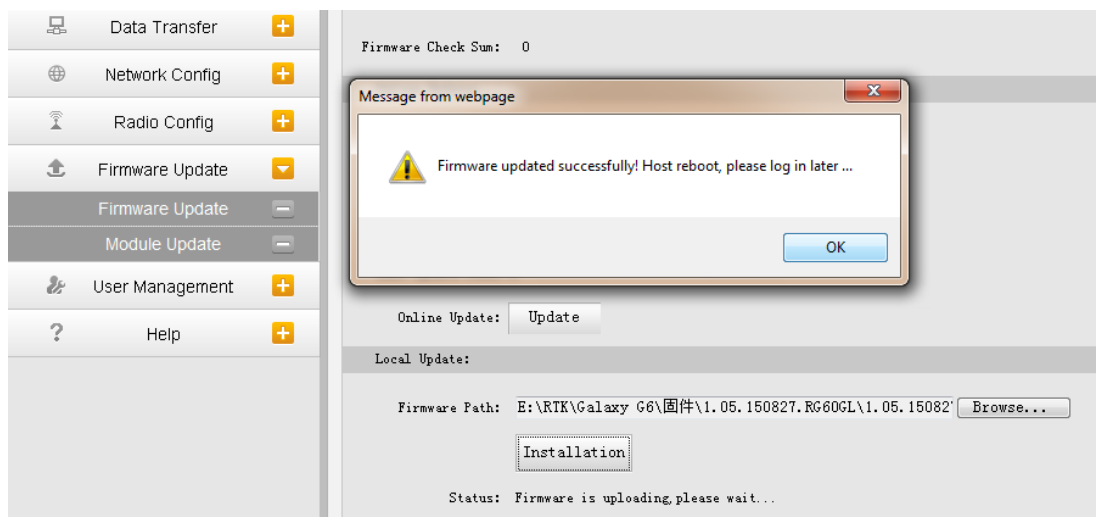 Data Transfer
Network Config
Radio Config
Firmware Update
Firmware Update
Module Update
User Management
Help
Firmware Check Sum: 0
Message from webpage
Firmware updated successfully! Host reboot, please log in later ...
OK
Online Update: Update
Local Update:
Firmware Path: E:\RTK\Galaxy G6\固件\1.05.150827.RG60GL\1.05.15082 Browse...
Installation
Status: Firmware is uploading,please wait...